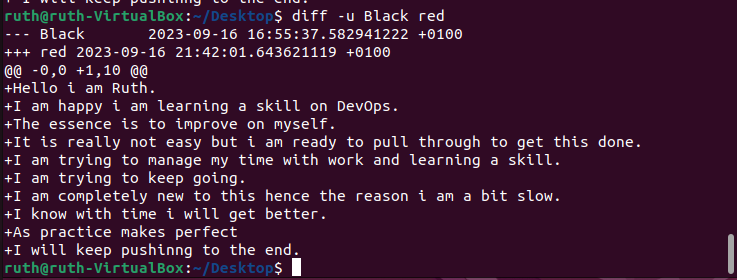 + I will keep pushinng to the end.
ruth@ruth-VirtualBox:~/Desktop$ diff -u Black red
--- Black 2023-09-16 16:55:37.582941222 +0100
+++ red 2023-09-16 21:42:01.643621119 +0100
@@ -0,0 +1,10 @@
+Hello i am Ruth.
+I am happy i am learning a skill on DevOps.
+The essence is to improve on myself.
+It is really not easy but i am ready to pull through to get this done.
+I am trying to manage my time with work and learning a skill.
+I am trying to keep going.
+I am completely new to this hence the reason i am a bit slow.
+I know with time i will get better.
+As practice makes perfect
+I will keep pushinng to the end.
ruth@ruth-VirtualBox:~/Desktop$